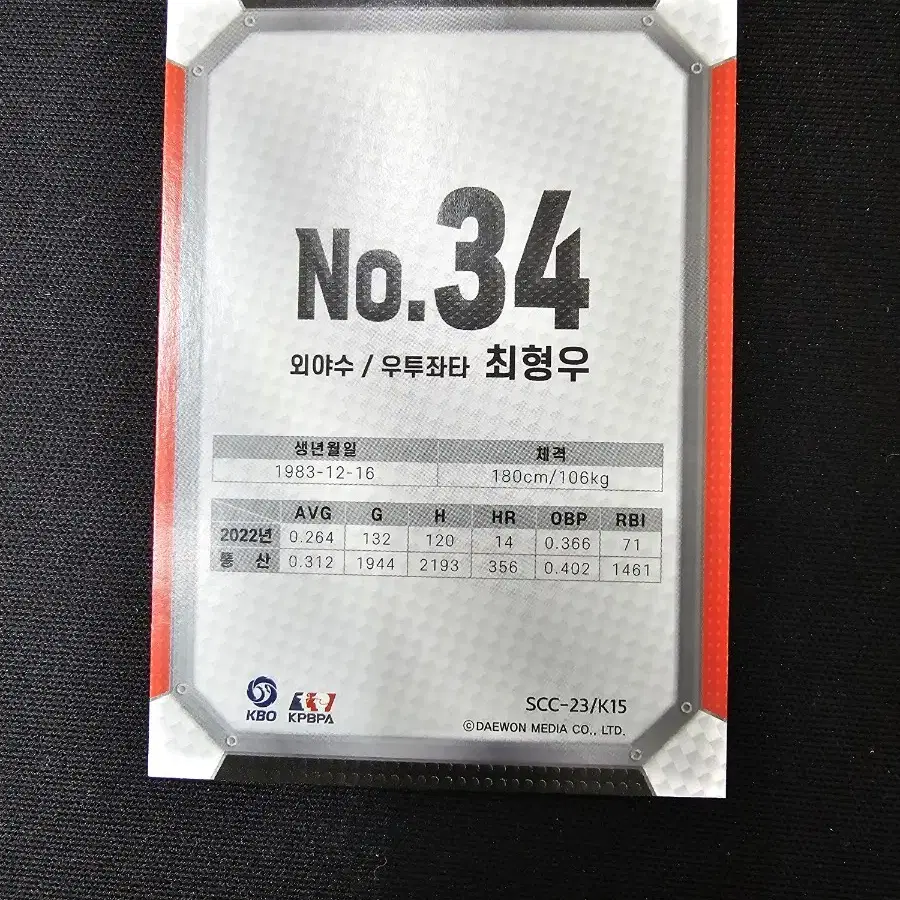 No.34
외야수 / 우투좌타 최형우
생년월일 체격
1983-12-16 180cm/106kg
AVG G H HR OBP RBI
2022년 0.264 132 120 14 0.366 71
통 산 0.312 1944 2193 356 0.402 1461
KBO KPBPA
SCC-23/K15
©DAEWON MEDIA CO., LTD.